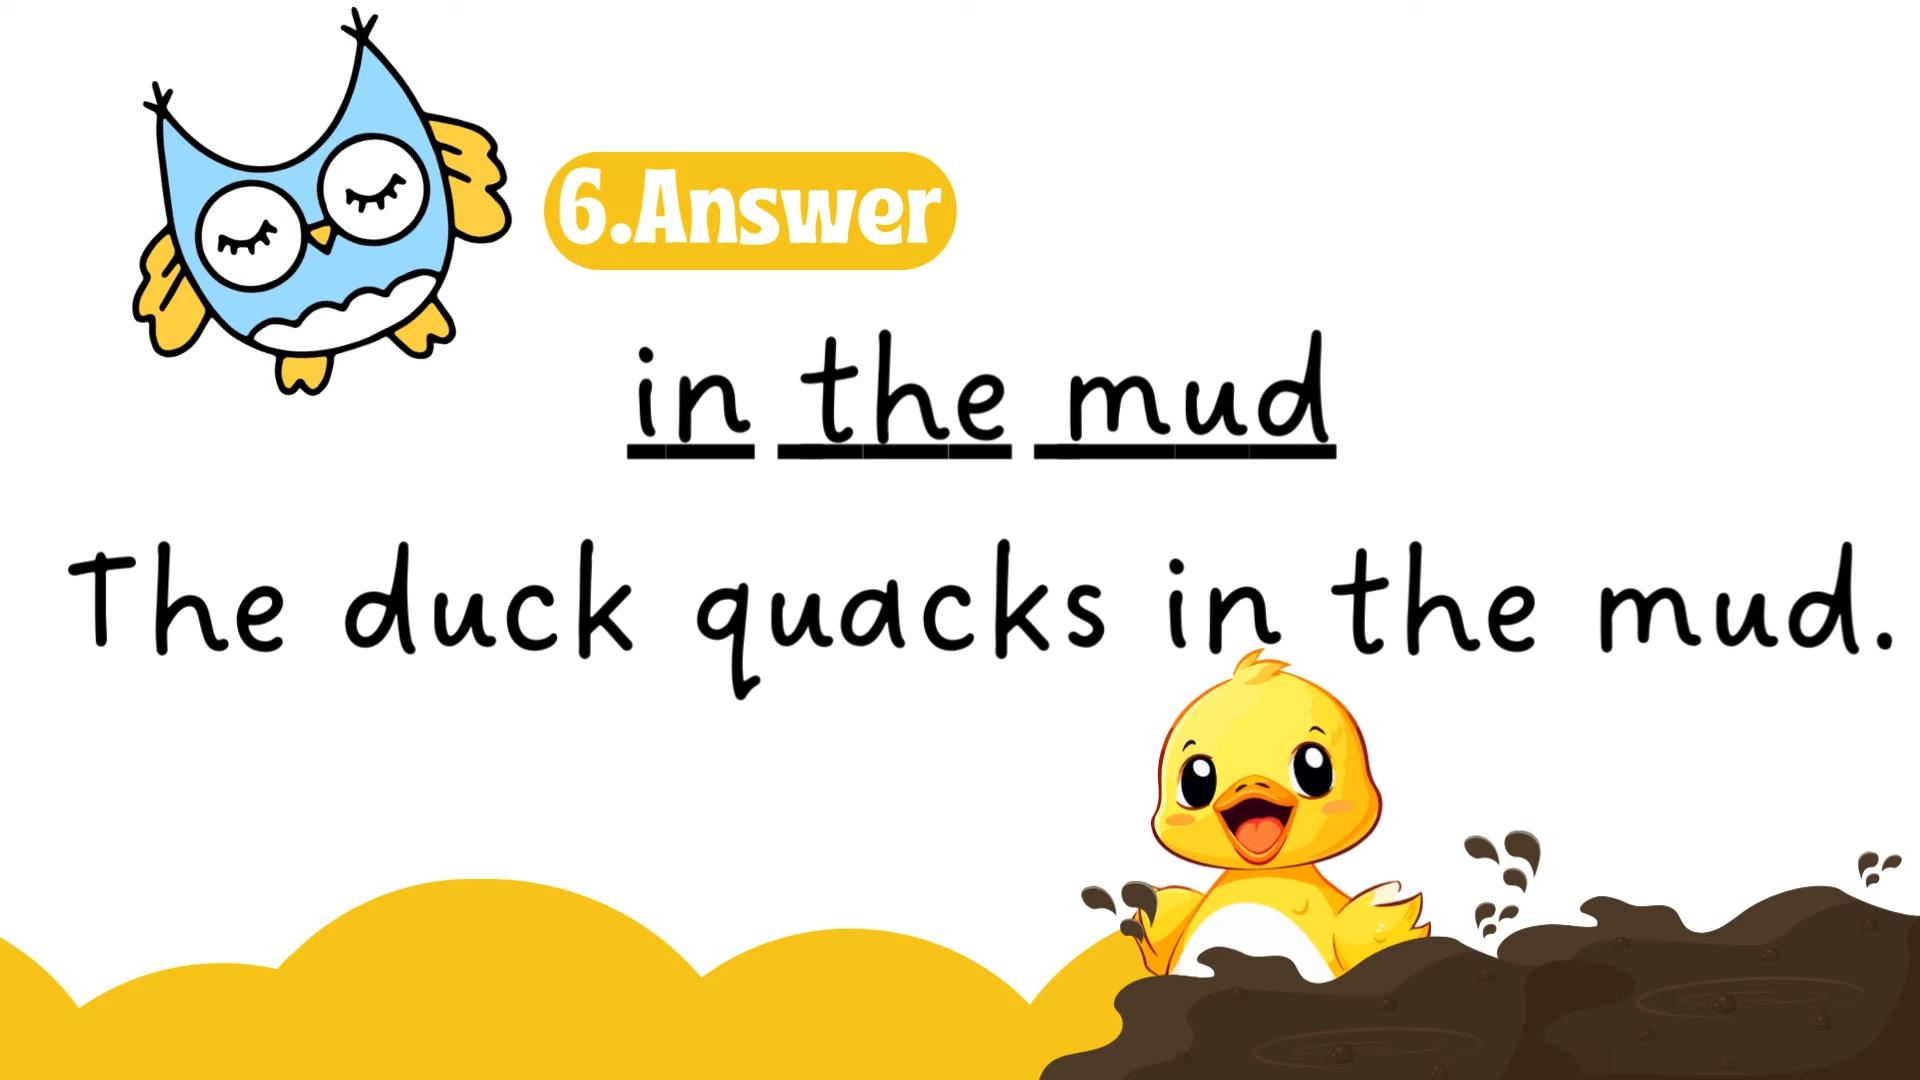 6.Answer
in the mud
The duck quacks in the mud.